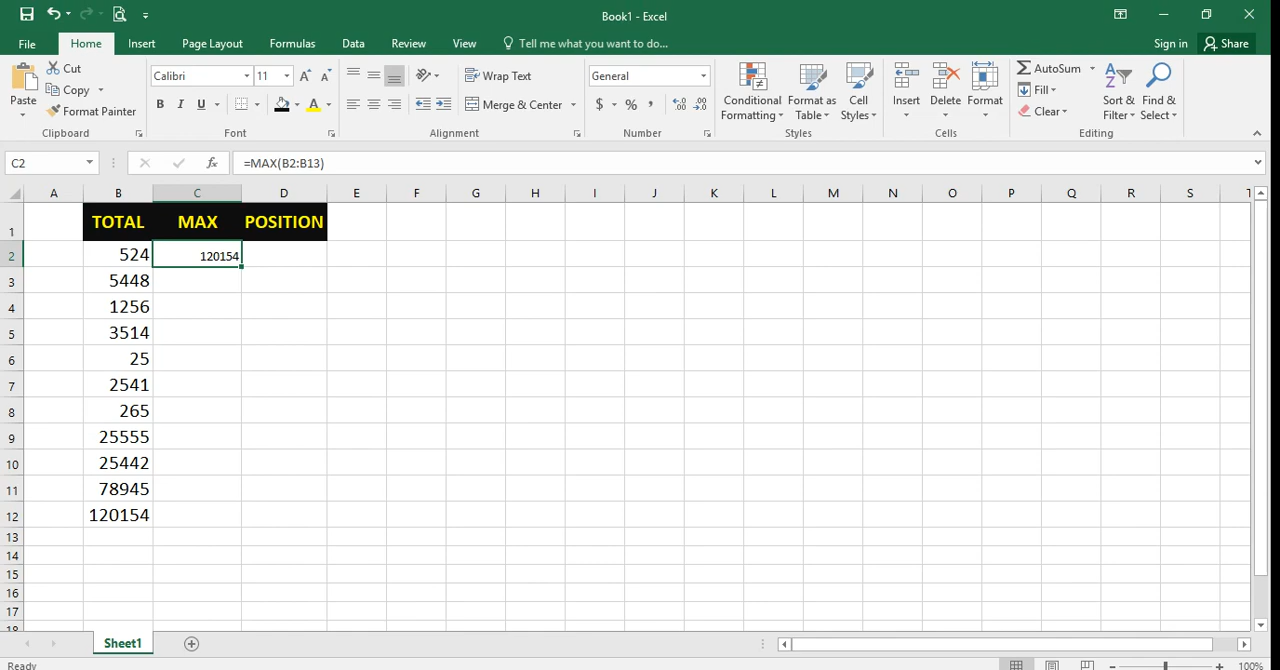 Book1 - Excel
File Home Insert Page Layout Formulas Data Review View Tell me what you want to do... Sign in Share
Paste
Cut
Copy
Format Painter
Clipboard
Calibri 11 A A
B I U A
Font
Wrap Text
Merge & Center
Alignment
General
$ % ,
Number
Conditional Formatting
Format as Table
Cell Styles
Styles
Insert Delete Format
Cells
AutoSum
Fill
Clear
Sort & Filter
Find & Select
Editing
C2 fx =MAX(B2:B13)
A B C D E F G H I J K L M N O P Q R S T
1 TOTAL MAX POSITION
2 524 120154
3 5448
4 1256
5 3514
6 25
7 2541
8 265
9 25555
10 25442
11 78945
12 120154
13
14
15
16
17
18
Sheet1
Ready 100%